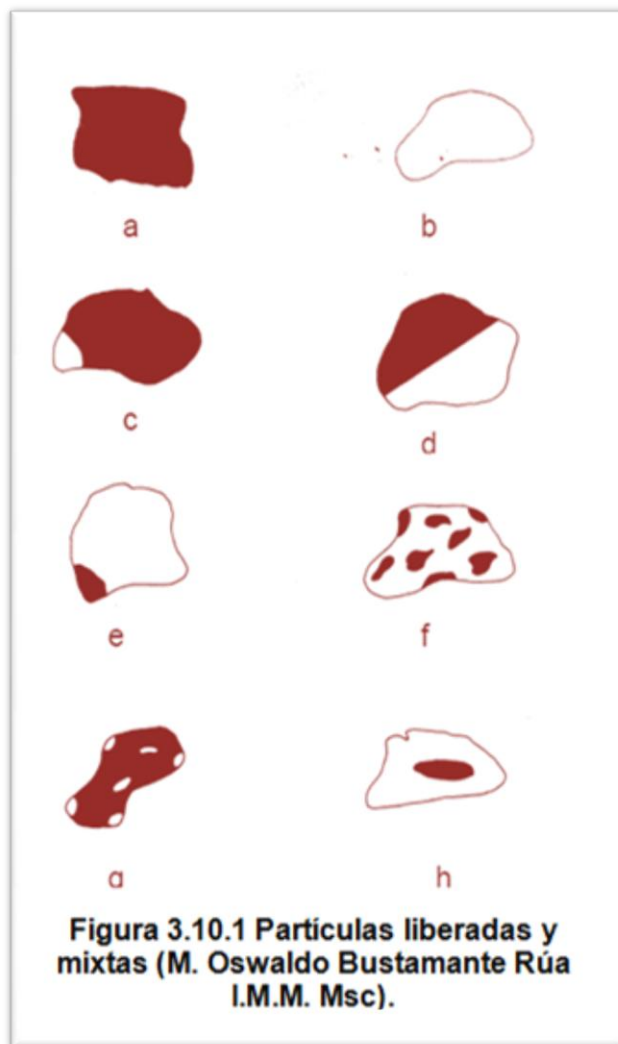 a
b
c
d
e
f
g
h
Figura 3.10.1 Partículas liberadas y
mixtas (M. Oswaldo Bustamante Rúa
I.M.M. Msc).